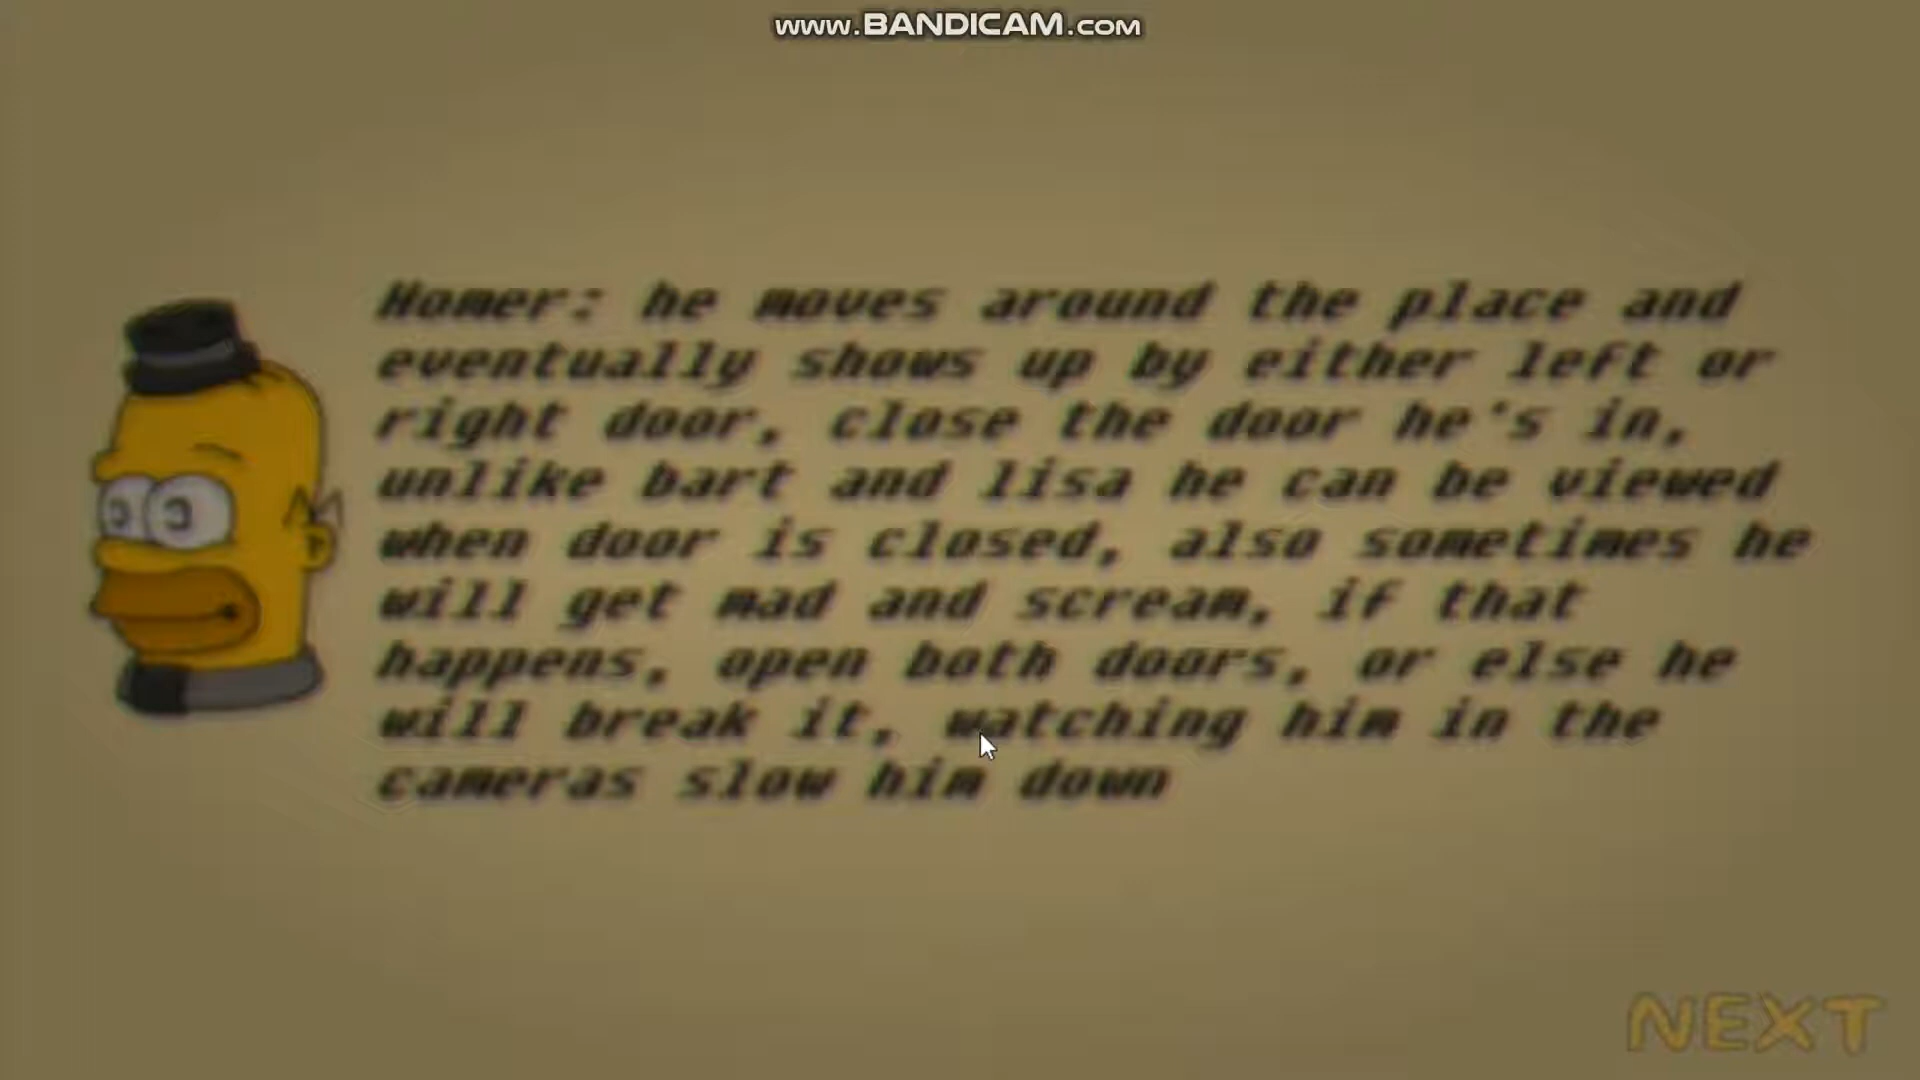 www.BANDICAM.com
Homer: he moves around the place and
eventually shows up by either left or
right door, close the door he's in,
unlike bart and lisa he can be viewed
when door is closed, also sometimes he
will get mad and scream, if that
happens, open both doors, or else he
will break it, watching him in the
cameras slow him down
NEXT